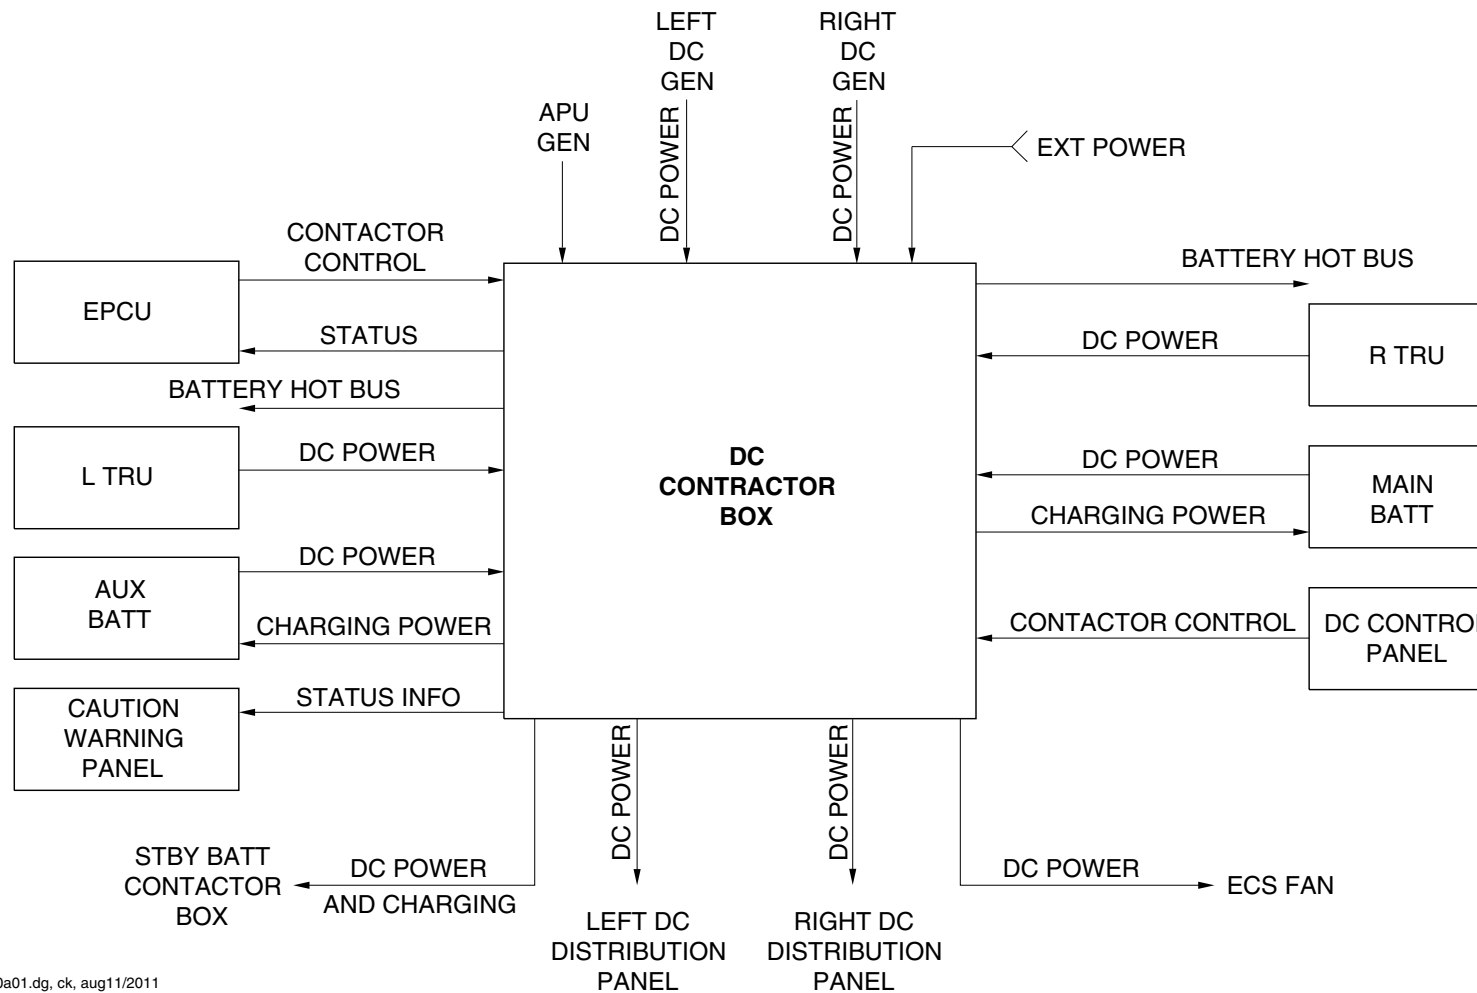 LEFT
DC
GEN
RIGHT
DC
GEN
APU
GEN
DC POWER
DC POWER
EXT POWER
CONTACTOR
CONTROL
EPCU
STATUS
BATTERY HOT BUS
L TRU
DC POWER
AUX
BATT
DC POWER
CHARGING POWER
CAUTION
WARNING
PANEL
STATUS INFO
DC
CONTRACTOR
BOX
BATTERY HOT BUS
DC POWER
R TRU
DC POWER
MAIN
BATT
CHARGING POWER
CONTACTOR CONTROL
DC CONTROL
PANEL
STBY BATT
CONTACTOR
BOX
DC POWER
AND CHARGING
DC POWER
LEFT DC
DISTRIBUTION
PANEL
DC POWER
RIGHT DC
DISTRIBUTION
PANEL
DC POWER
ECS FAN
0a01.dg, ck, aug11/2011